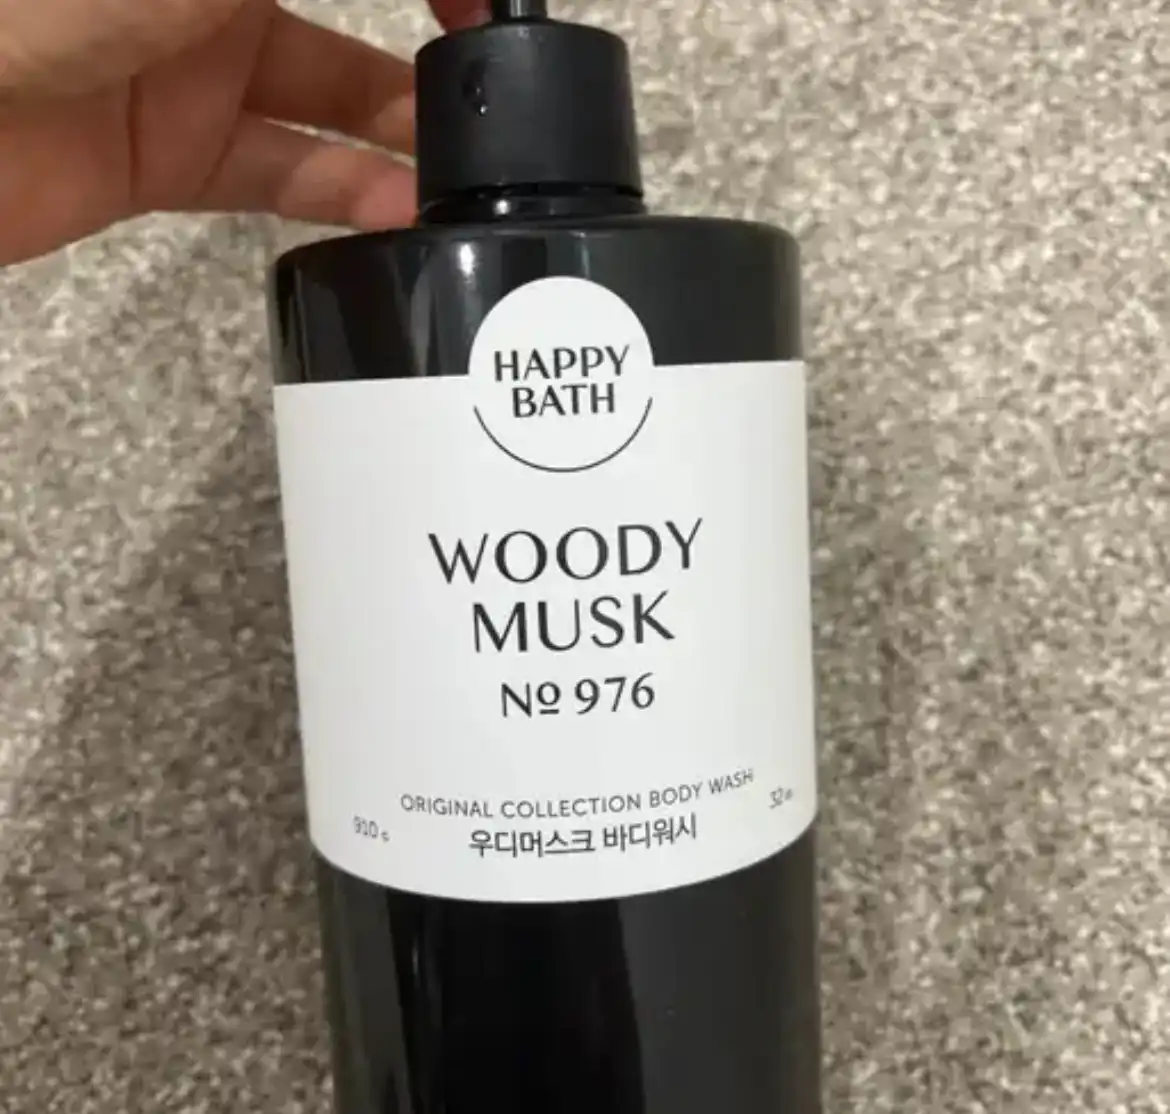 HAPPY
BATH
WOODY
MUSK
Nº 976
ORIGINAL COLLECTION BODY WASH
910 g
32 oz
우디머스크 바디워시